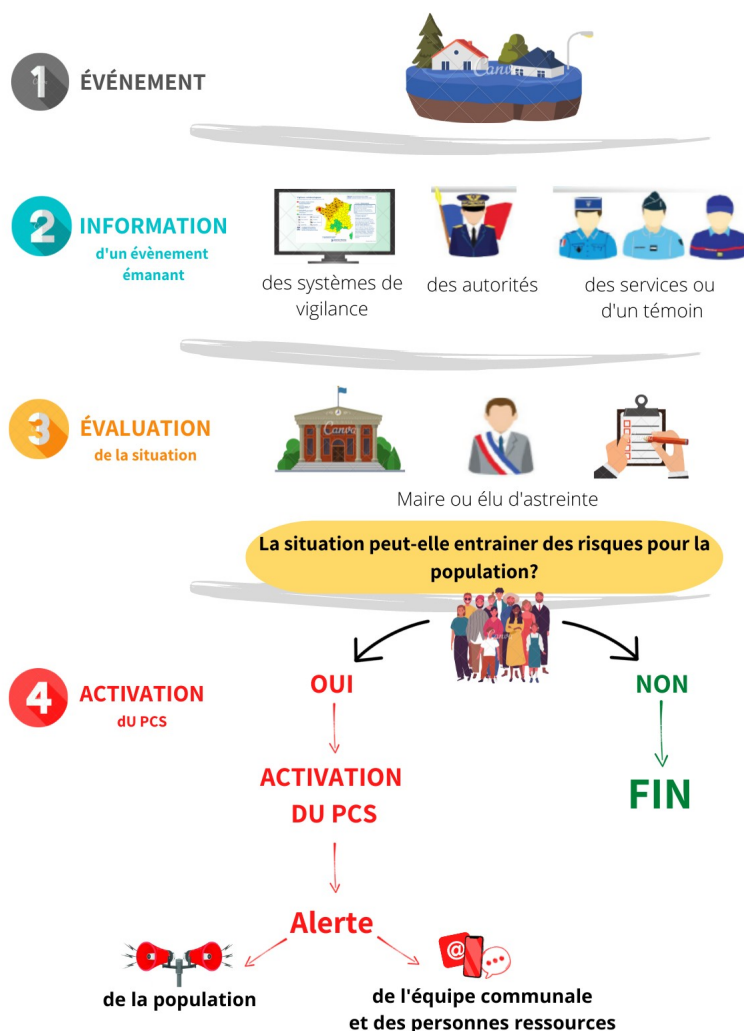 1 ÉVÉNEMENT
Canva
2 INFORMATION
d'un évènement
émanant
des systèmes de
vigilance
des autorités
des services ou
d'un témoin
3 ÉVALUATION
de la situation
Canva
Maire ou élu d'astreinte
La situation peut-elle entrainer des risques pour la
population?
4 ACTIVATION
dU PCS
OUI
NON
ACTIVATION
DU PCS
FIN
Alerte
@
de la population
de l'équipe communale
et des personnes ressources